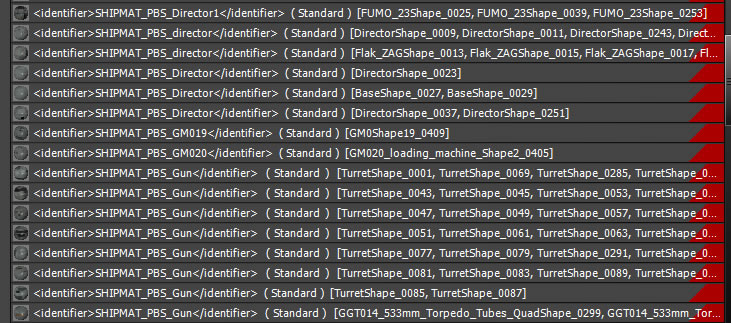 <identifier>SHIPMAT_PBS_Director1</identifier> ( Standard ) [FUMO_23Shape_0025, FUMO_23Shape_0039, FUMO_23Shape_0253]
<identifier>SHIPMAT_PBS_director</identifier> ( Standard ) [DirectorShape_0009, DirectorShape_0011, DirectorShape_0243, Direct...
<identifier>SHIPMAT_PBS_director</identifier> ( Standard ) [Flak_ZAGShape_0013, Flak_ZAGShape_0015, Flak_ZAGShape_0017, Fl...
<identifier>SHIPMAT_PBS_director</identifier> ( Standard ) [DirectorShape_0023]
<identifier>SHIPMAT_PBS_Director</identifier> ( Standard ) [BaseShape_0027, BaseShape_0029]
<identifier>SHIPMAT_PBS_Director</identifier> ( Standard ) [DirectorShape_0037, DirectorShape_0251]
<identifier>SHIPMAT_PBS_GM019</identifier> ( Standard ) [GM0Shape19_0409]
<identifier>SHIPMAT_PBS_GM020</identifier> ( Standard ) [GM020_loading_machine_Shape2_0405]
<identifier>SHIPMAT_PBS_Gun</identifier> ( Standard ) [TurretShape_0001, TurretShape_0069, TurretShape_0285, TurretShape_0...
<identifier>SHIPMAT_PBS_Gun</identifier> ( Standard ) [TurretShape_0043, TurretShape_0045, TurretShape_0053, TurretShape_0...
<identifier>SHIPMAT_PBS_Gun</identifier> ( Standard ) [TurretShape_0047, TurretShape_0049, TurretShape_0057, TurretShape_0...
<identifier>SHIPMAT_PBS_Gun</identifier> ( Standard ) [TurretShape_0051, TurretShape_0061, TurretShape_0063, TurretShape_0...
<identifier>SHIPMAT_PBS_Gun</identifier> ( Standard ) [TurretShape_0077, TurretShape_0079, TurretShape_0291, TurretShape_0...
<identifier>SHIPMAT_PBS_Gun</identifier> ( Standard ) [TurretShape_0081, TurretShape_0083, TurretShape_0089, TurretShape_0...
<identifier>SHIPMAT_PBS_Gun</identifier> ( Standard ) [TurretShape_0085, TurretShape_0087]
<identifier>SHIPMAT_PBS_Gun</identifier> ( Standard ) [GGT014_533mm_Torpedo_Tubes_QuadShape_0299, GGT014_533mm_Tor...